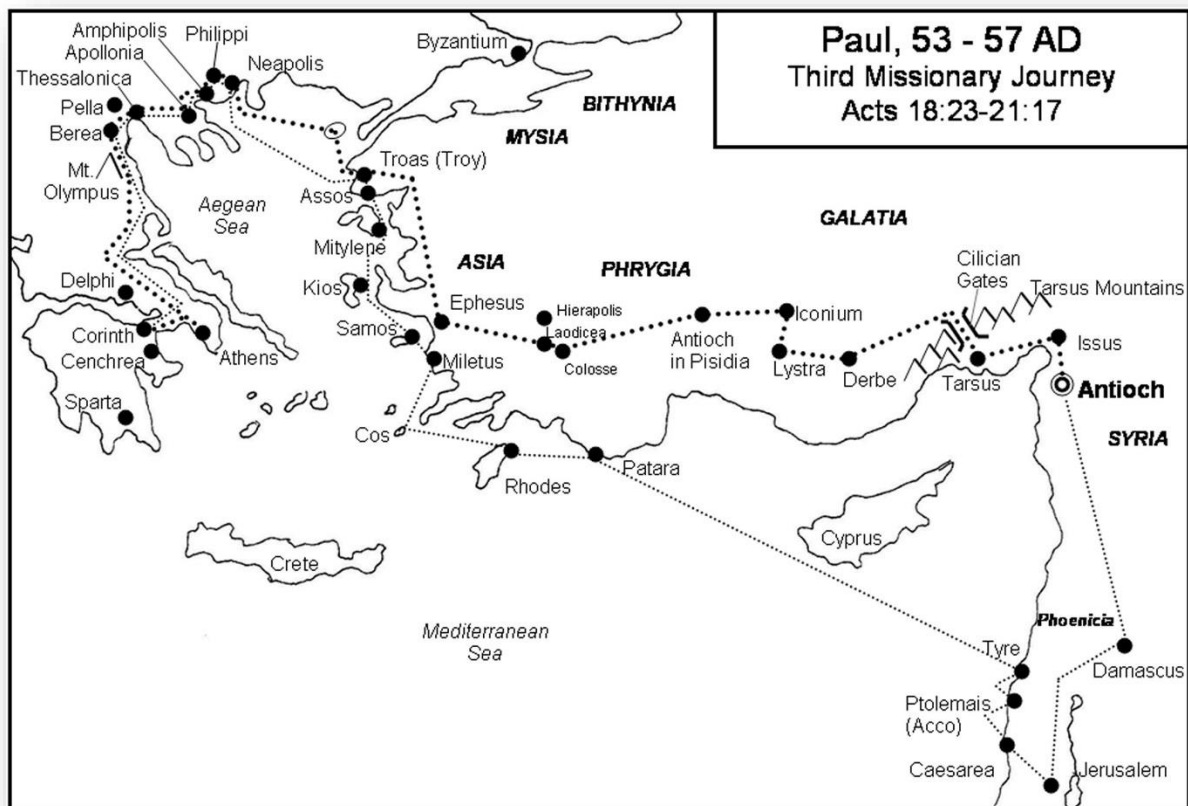 Paul, 53 - 57 AD
Third Missionary Journey
Acts 18:23-21:17
Amphipolis
Philippi
Apollonia
Thessalonica
Neapolis
Byzantium
Pella
Berea
BITHYNIA
MYSIA
Mt.
Olympus
Troas (Troy)
Assos
Aegean
Sea
Mitylene
GALATIA
Cilician
Gates
ASIA
PHRYGIA
Tarsus Mountains
Delphi
Kios
Ephesus
Hierapolis
Iconium
Samos
Laodicea
Corinth
Antioch
in Pisidia
Issus
Cenchrea
Athens
Miletus
Colosse
Lystra
Derbe
Tarsus
Antioch
Sparta
Cos
SYRIA
Rhodes
Patara
Cyprus
Crete
Mediterranean
Sea
Phoenicia
Tyre
Damascus
Ptolemais
(Acco)
Caesarea
Jerusalem